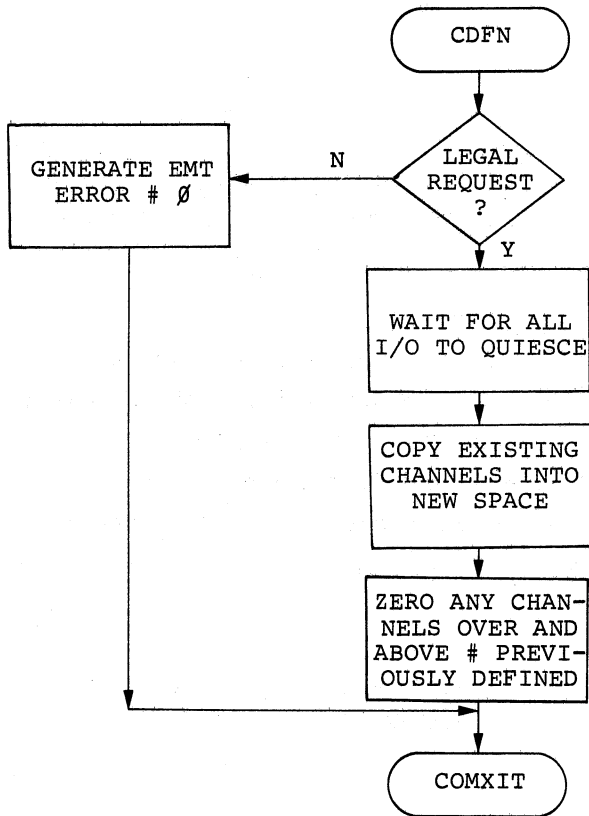 CDFN
LEGAL
REQUEST
?
N
GENERATE EMT
ERROR # Ø
Y
WAIT FOR ALL
I/O TO QUIESCE
COPY EXISTING
CHANNELS INTO
NEW SPACE
ZERO ANY CHAN-
NELS OVER AND
ABOVE # PREVI-
OUSLY DEFINED
COMXIT